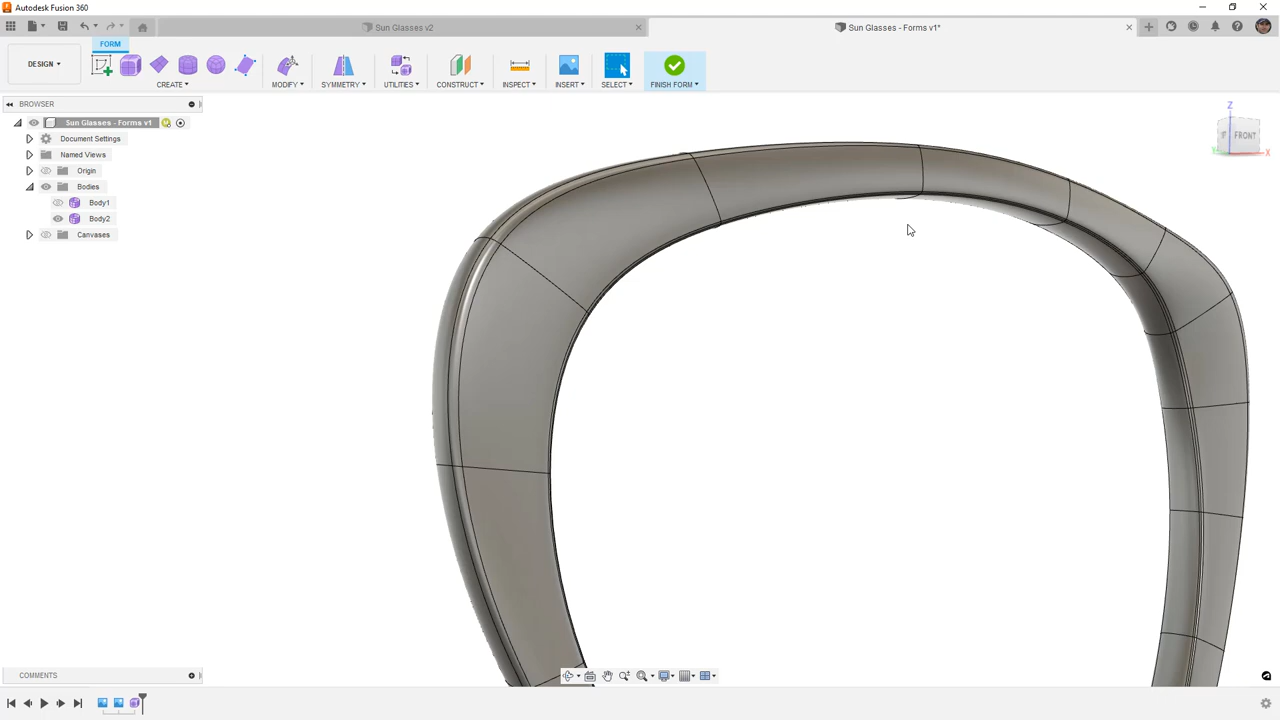 Autodesk Fusion 360
Sun Glasses v2
Sun Glasses - Forms v1*
FORM
DESIGN
CREATE
MODIFY
SYMMETRY
UTILITIES
CONSTRUCT
INSPECT
INSERT
SELECT
FINISH FORM
BROWSER
Sun Glasses - Forms v1
Document Settings
Named Views
Origin
Bodies
Body1
Body2
Canvases
Z
FRONT
X
COMMENTS